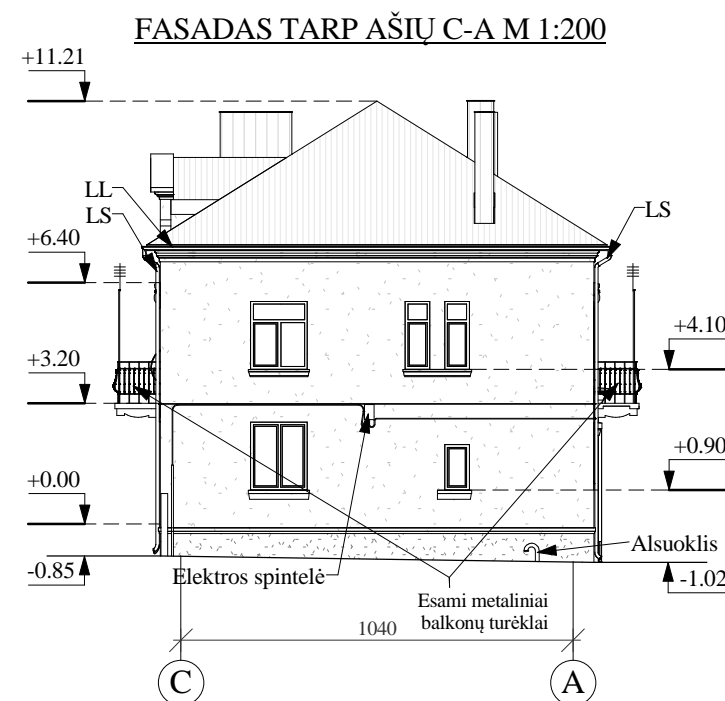 FASADAS TARP AŠIŲ C-A M 1:200
+11.21
LL
LS
LS
+6.40
+4.10
+3.20
+0.90
+0.00
Alsuoklis
-0.85
Elektros spintelė
-1.02
Esami metaliniai
balkonų turėklai
1040
C
A